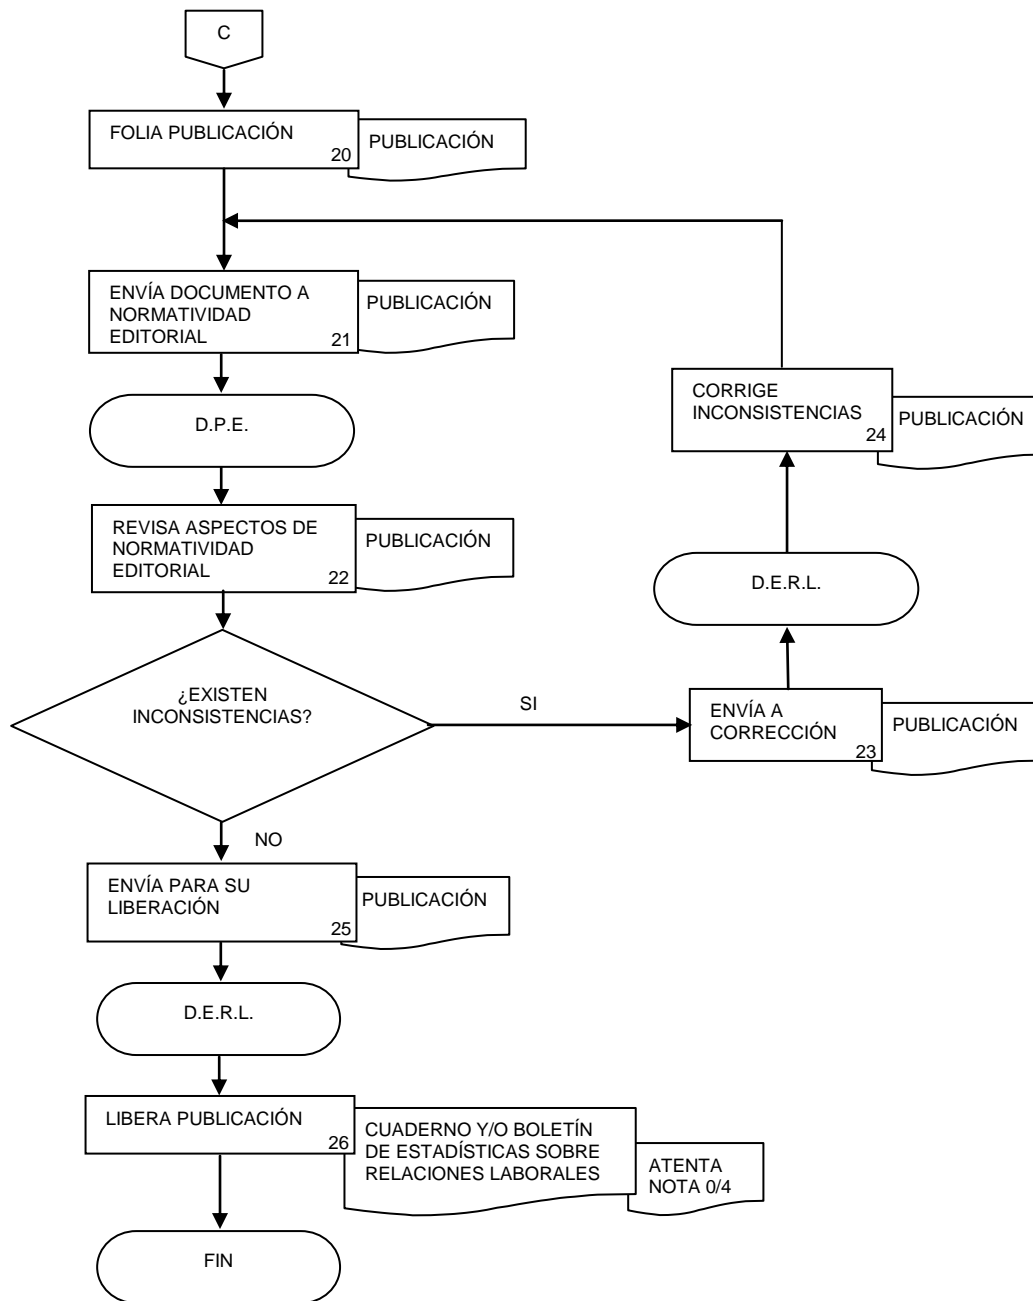 C
FOLIA PUBLICACIÓN
20
PUBLICACIÓN
ENVÍA DOCUMENTO A
NORMATIVIDAD
EDITORIAL
21
PUBLICACIÓN
D.P.E.
REVISA ASPECTOS DE
NORMATIVIDAD
EDITORIAL
22
PUBLICACIÓN
¿EXISTEN
INCONSISTENCIAS?
SI
ENVÍA A
CORRECCIÓN
23
PUBLICACIÓN
D.E.R.L.
CORRIGE
INCONSISTENCIAS
24
PUBLICACIÓN
NO
ENVÍA PARA SU
LIBERACIÓN
25
PUBLICACIÓN
D.E.R.L.
LIBERA PUBLICACIÓN
26
CUADERNO Y/O BOLETÍN
DE ESTADÍSTICAS SOBRE
RELACIONES LABORALES
ATENTA
NOTA 0/4
FIN